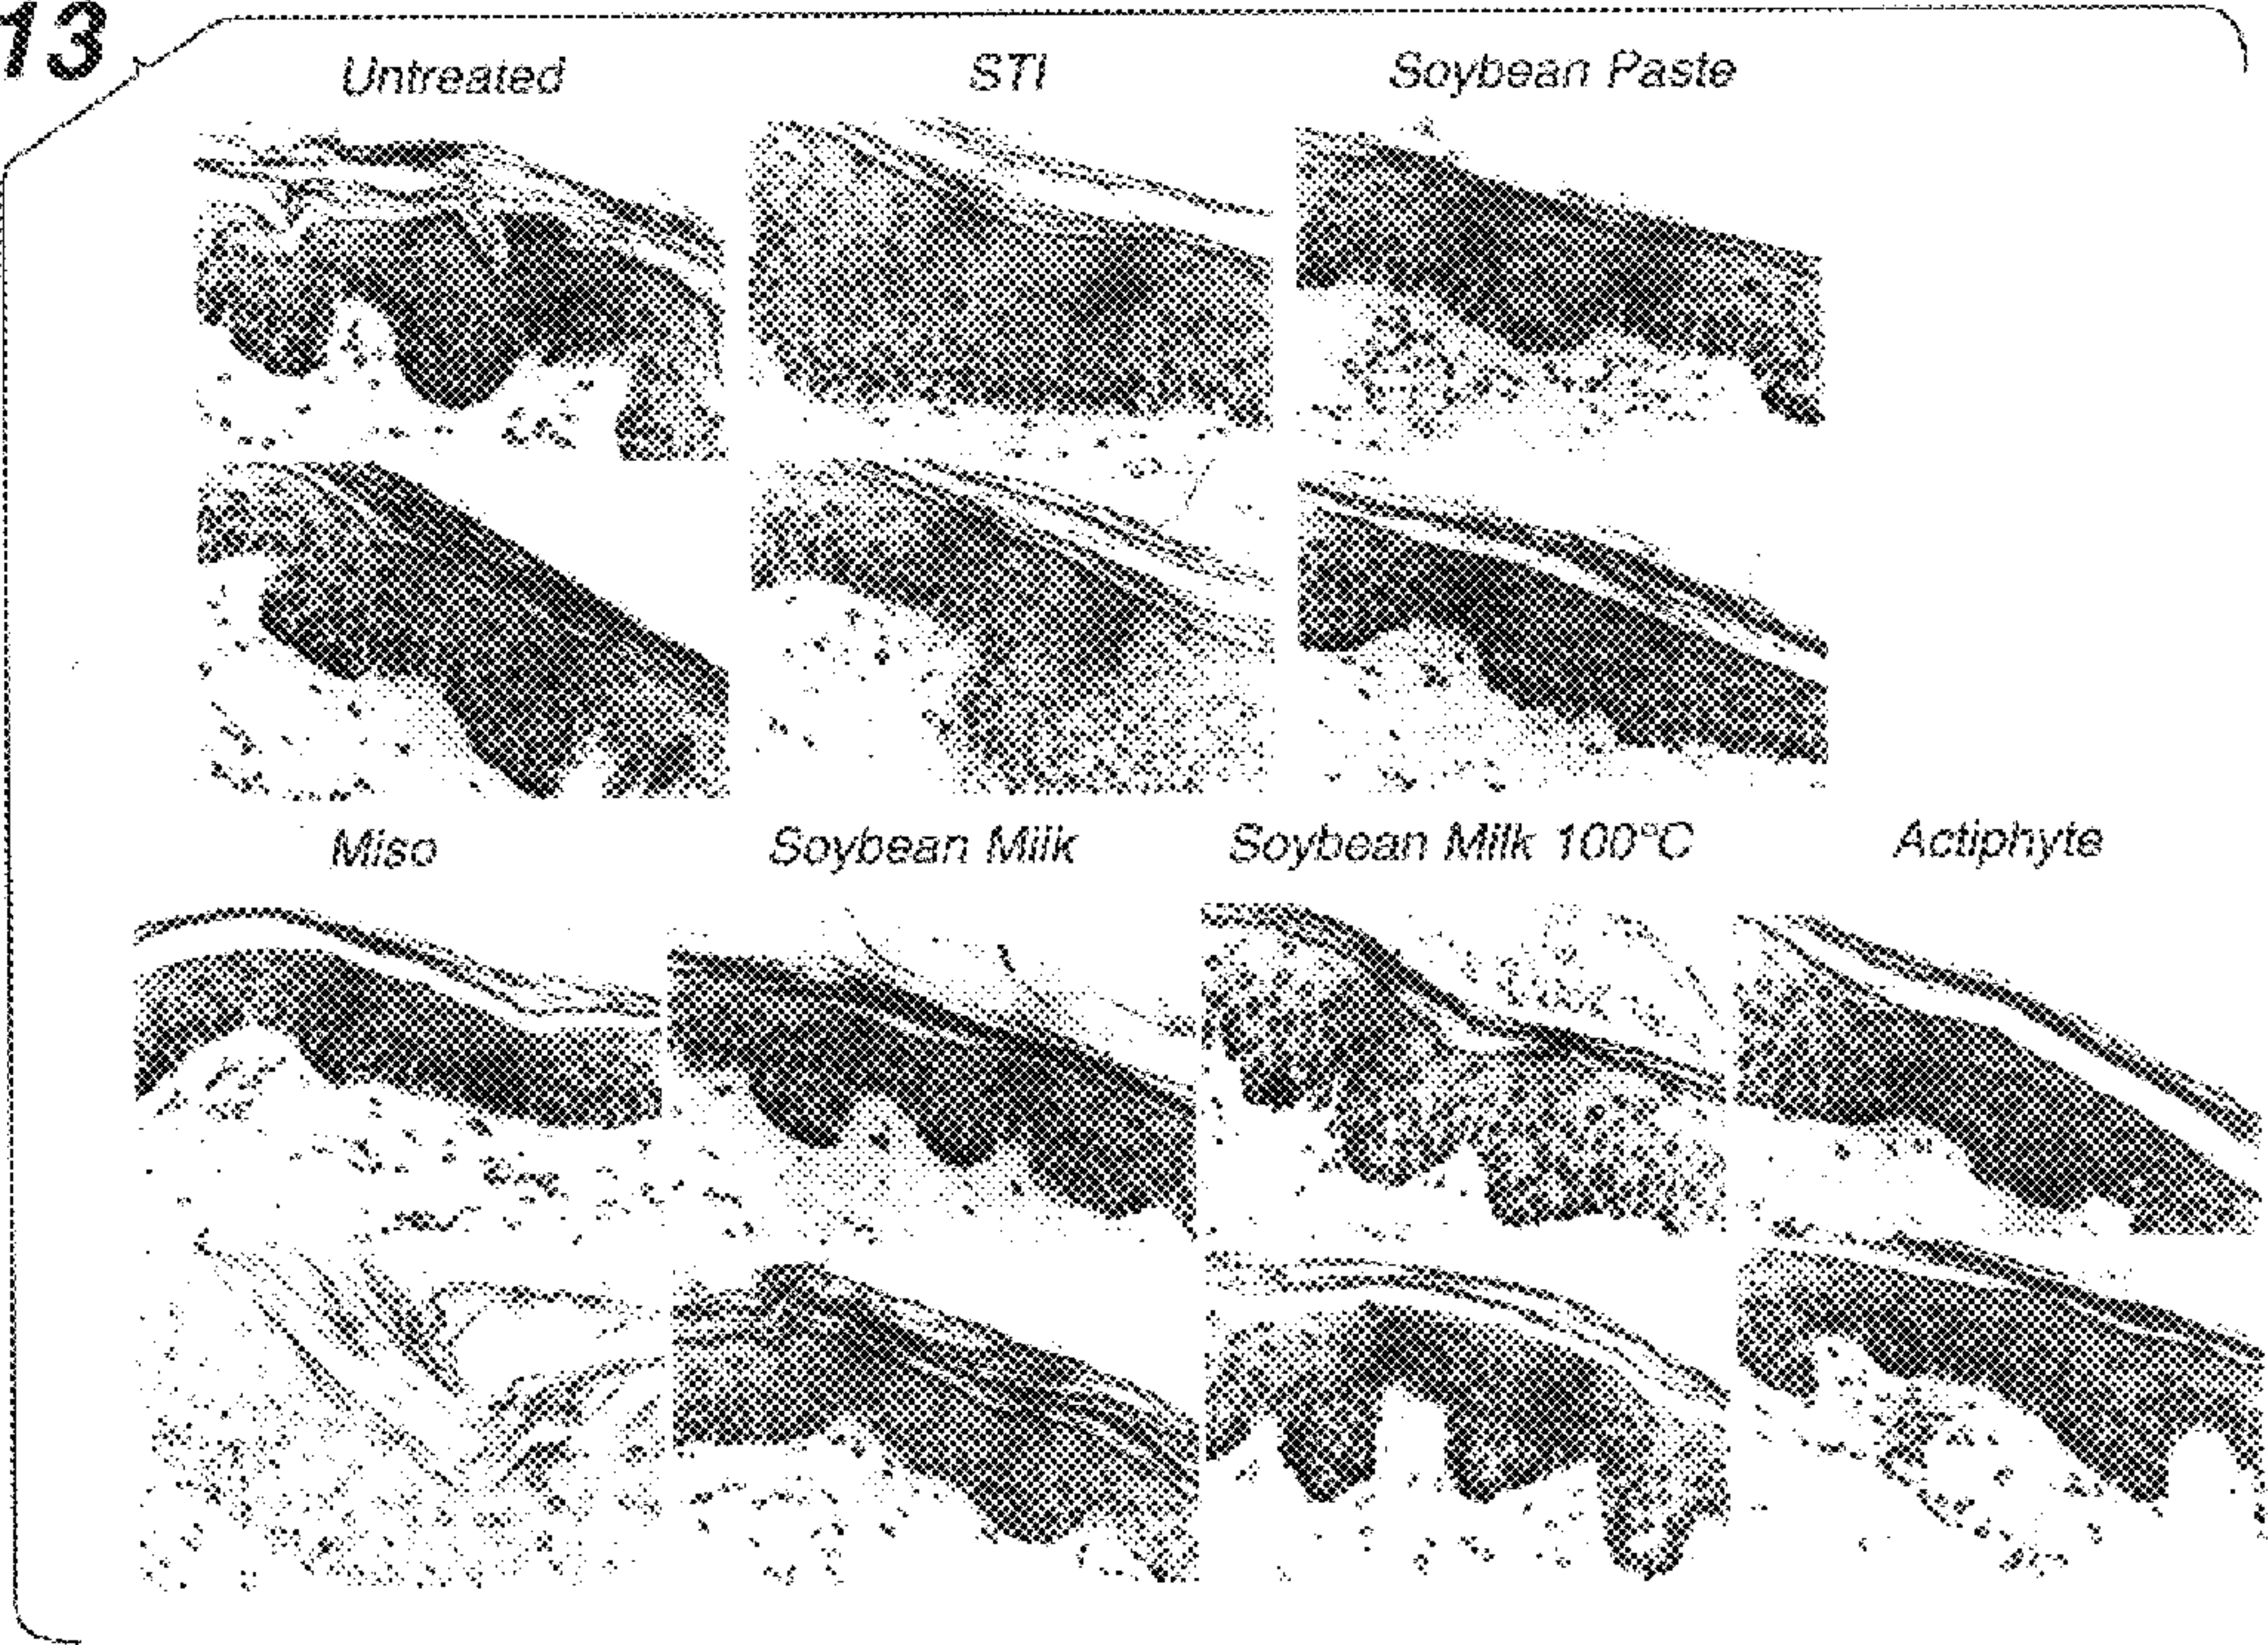 13
Untreated STI Soybean Paste
Miso Soybean Milk Soybean Milk 100°C Actiphyte